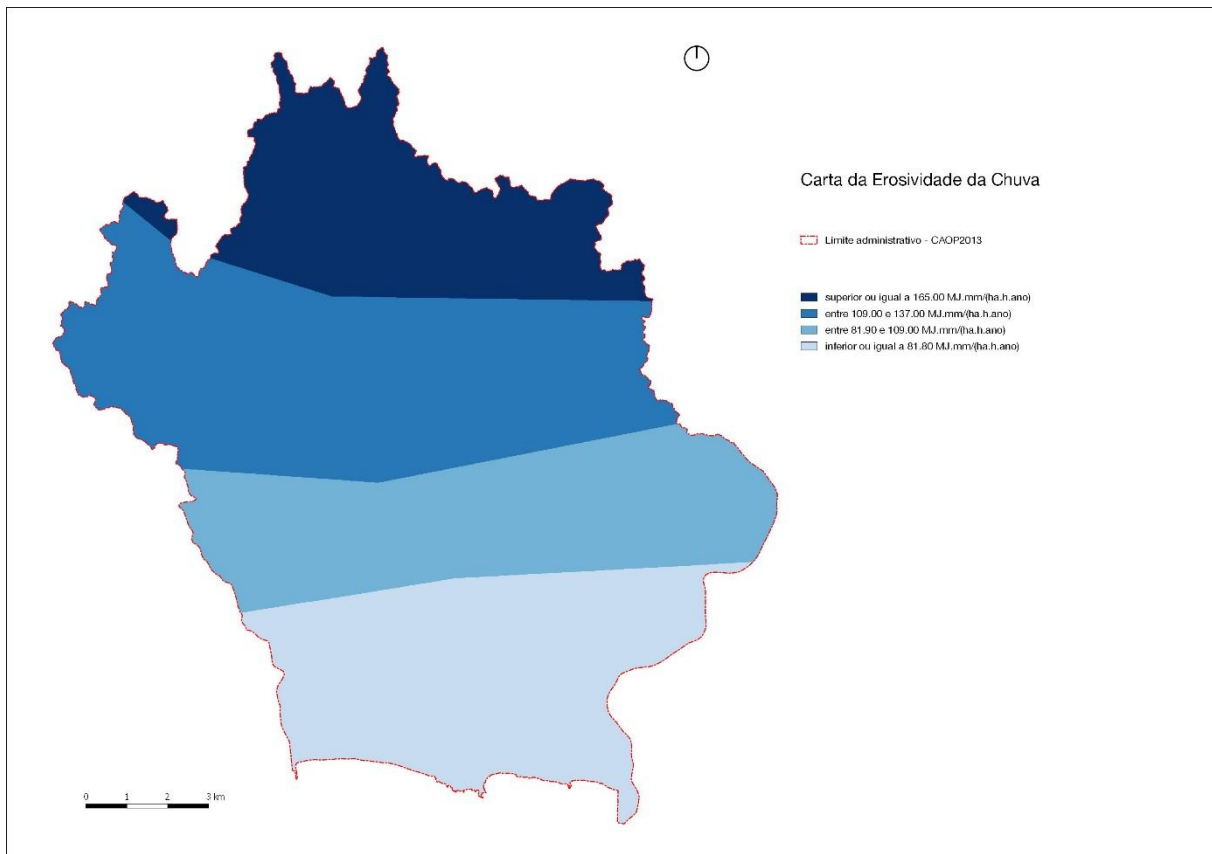 Carta da Erosividade da Chuva
Limite administrativo - CAOP2013
superior ou igual a 165.00 MJ.mm/(ha.h.ano)
entre 109.00 e 137.00 MJ.mm/(ha.h.ano)
entre 81.90 e 109.00 MJ.mm/(ha.h.ano)
inferior ou igual a 81.80 MJ.mm/(ha.h.ano)
0 1 2 3 km